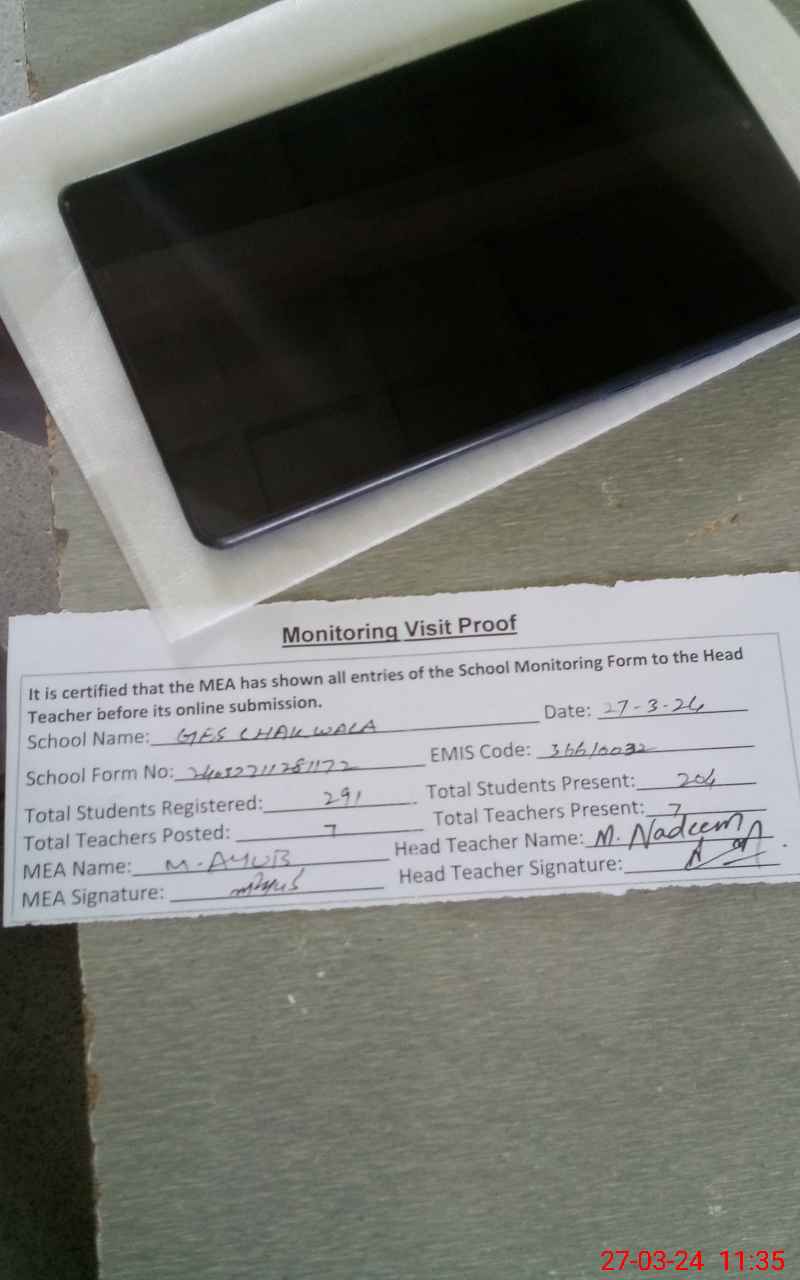 Monitoring Visit Proof
It is certified that the MEA has shown all entries of the School Monitoring Form to the Head
Teacher before its online submission.
School Name: GES CHAKWALA Date: 27-3-24
School Form No: EMIS Code: 36610032
Total Students Registered: 291 Total Students Present: 204
Total Teachers Posted: 7 Total Teachers Present: 7
MEA Name: M. AYUB Head Teacher Name: M. Nadeem
MEA Signature: Head Teacher Signature:
27-03-24 11:35